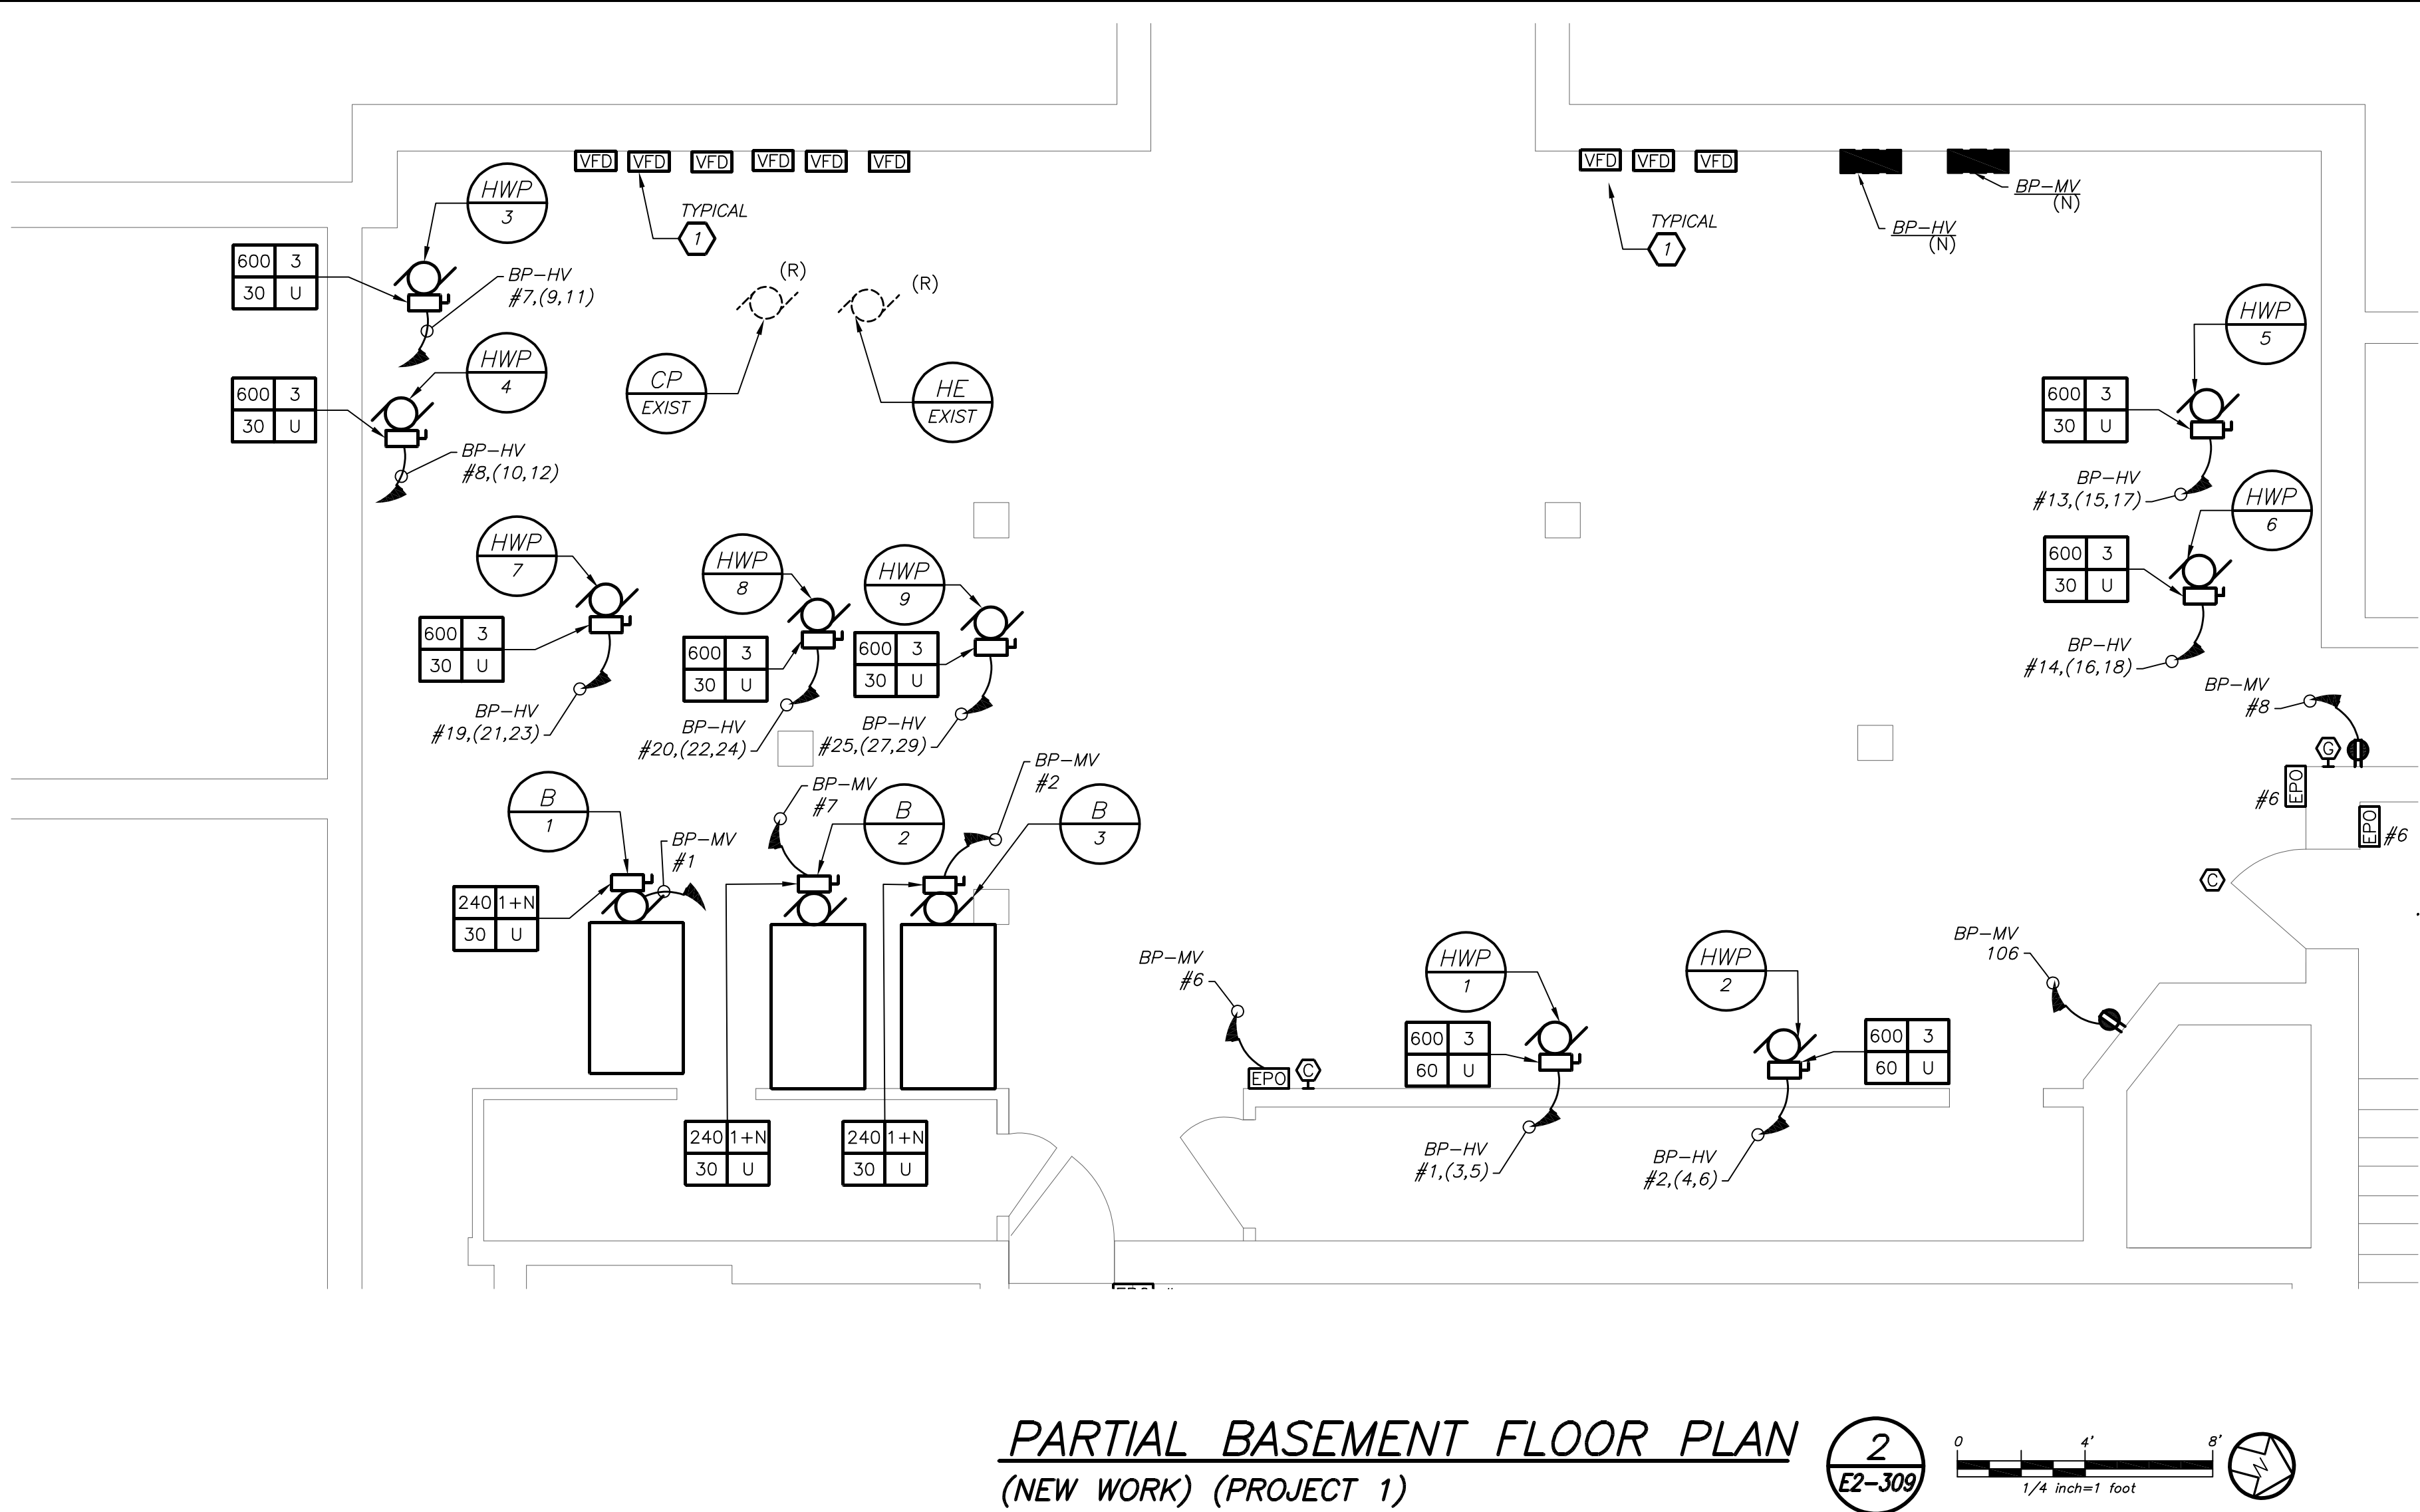 VFD VFD VFD VFD VFD VFD
VFD VFD VFD
BP-MV
(N)
BP-HV
(N)
TYPICAL
1
TYPICAL
1
HWP
3
600 3
30 U
BP-HV
#7,(9,11)
(R)
(R)
HWP
4
600 3
30 U
BP-HV
#8,(10,12)
CP
EXIST
HE
EXIST
HWP
5
600 3
30 U
BP-HV
#13,(15,17)
HWP
6
600 3
30 U
BP-HV
#14,(16,18)
HWP
7
600 3
30 U
BP-HV
#19,(21,23)
HWP
8
600 3
30 U
BP-HV
#20,(22,24)
HWP
9
600 3
30 U
BP-HV
#25,(27,29)
BP-MV
#8
G
EPO
#6
EPO
#6
C
B
1
BP-MV
#1
240 1+N
30 U
BP-MV
#7
B
2
BP-MV
#2
B
3
240 1+N
30 U
240 1+N
30 U
BP-MV
#6
EPO
C
HWP
1
600 3
60 U
BP-HV
#1,(3,5)
HWP
2
600 3
60 U
BP-HV
#2,(4,6)
BP-MV
106
PARTIAL BASEMENT FLOOR PLAN
(NEW WORK) (PROJECT 1)
2
E2-309
0 4' 8'
1/4 inch=1 foot
N